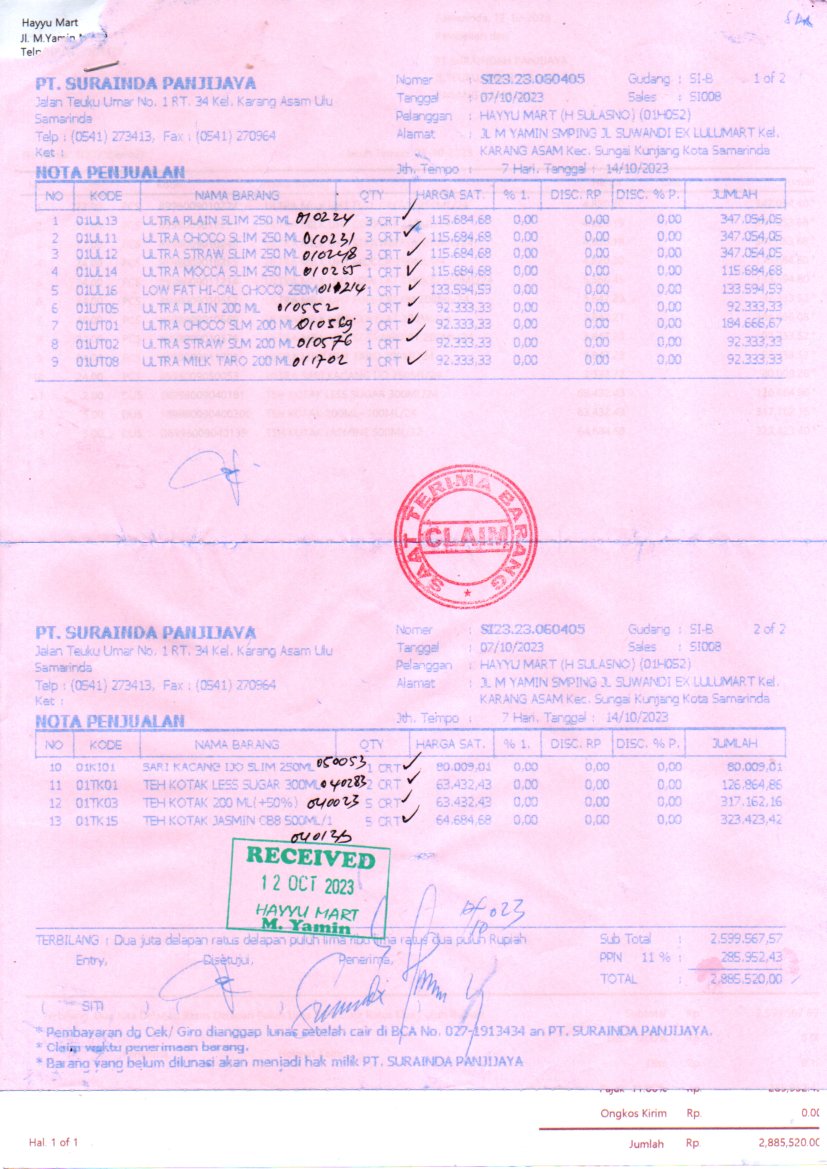 Hayyu Mart
Jl. M.Yamin
Telp
PT. SURAINDA PANJIJAYA
Jalan Teuku Umar No. 1 RT. 34 Kel. Karang Asam Ulu
Samarinda
Telp : (0541) 273413, Fax : (0541) 270964
Ket :
Nomer : SI23.23.060405 Gudang : SI-B 1 of 2
Tanggal : 07/10/2023 Sales : SI008
Pelanggan : HAYYU MART (H SULASNO) (01H052)
Alamat : JL M YAMIN SMPING JL SUWANDI EX LULUMART Kel.
KARANG ASAM Kec. Sungai Kunjang Kota Samarinda
NOTA PENJUALAN Jth. Tempo : 7 Hari, Tanggal : 14/10/2023
NO KODE NAMA BARANG QTY HARGA SAT. % 1. DISC. RP DISC. % P. JUMLAH
1 01UL13 ULTRA PLAIN SLIM 250 ML 010224 3 CRT 115.684,68 0,00 0,00 0,00 347.054,05
2 01UL11 ULTRA CHOCO SLIM 250 ML 010231 3 CRT 115.684,68 0,00 0,00 0,00 347.054,05
3 01UL12 ULTRA STRAW SLIM 250 ML 010248 3 CRT 115.684,68 0,00 0,00 0,00 347.054,05
4 01UL14 ULTRA MOCCA SLIM 250 ML 010255 1 CRT 115.684,68 0,00 0,00 0,00 115.684,68
5 01UL16 LOW FAT HI-CAL CHOCO 250M 010214 1 CRT 133.594,59 0,00 0,00 0,00 133.594,59
6 01UT05 ULTRA PLAIN 200 ML 010552 1 CRT 92.333,33 0,00 0,00 0,00 92.333,33
7 01UT01 ULTRA CHOCO SLM 200 ML 010569 2 CRT 92.333,33 0,00 0,00 0,00 184.666,67
8 01UT02 ULTRA STRAW SLM 200 ML 010576 1 CRT 92.333,33 0,00 0,00 0,00 92.333,33
9 01UT08 ULTRA MILK TARO 200 ML 011702 1 CRT 92.333,33 0,00 0,00 0,00 92.333,33
SAAT TERIMA BARANG
CLAIM
PT. SURAINDA PANJIJAYA
Jalan Teuku Umar No. 1 RT. 34 Kel. Karang Asam Ulu
Samarinda
Telp : (0541) 273413, Fax : (0541) 270964
Ket :
Nomer : SI23.23.060405 Gudang : SI-B 2 of 2
Tanggal : 07/10/2023 Sales : SI008
Pelanggan : HAYYU MART (H SULASNO) (01H052)
Alamat : JL M YAMIN SMPING JL SUWANDI EX LULUMART Kel.
KARANG ASAM Kec. Sungai Kunjang Kota Samarinda
NOTA PENJUALAN Jth. Tempo : 7 Hari, Tanggal : 14/10/2023
NO KODE NAMA BARANG QTY HARGA SAT. % 1. DISC. RP DISC. % P. JUMLAH
10 01KI01 SARI KACANG IJO SLIM 250ML 050053 1 CRT 80.009,01 0,00 0,00 0,00 80.009,01
11 01TK01 TEH KOTAK LESS SUGAR 300ML 040283 2 CRT 63.432,43 0,00 0,00 0,00 126.864,86
12 01TK03 TEH KOTAK 200 ML(+50%) 040023 5 CRT 63.432,43 0,00 0,00 0,00 317.162,16
13 01TK15 TEH KOTAK JASMIN CB8 500ML/1 5 CRT 64.684,68 0,00 0,00 0,00 323.423,42
RECEIVED
12 OCT 2023
HAYYU MART
M. Yamin
TERBILANG : Dua juta delapan ratus delapan puluh lima ribu lima ratus dua puluh Rupiah
Sub Total : 2.599.567,57
PPN 11 % : 285.952,43
TOTAL : 2,885,520.00
Entry, Disetujui, Penerima,
( SITI ) ( ) ( )
* Pembayaran dg Cek/ Giro dianggap lunas setelah cair di BCA No. 027-1913434 an PT. SURAINDA PANJIJAYA.
* Claim waktu penerimaan barang.
* Barang yang belum dilunasi akan menjadi hak milik PT. SURAINDA PANJIJAYA
Ongkos Kirim Rp. 0.00
Hal. 1 of 1 Jumlah Rp 2,885,520.00